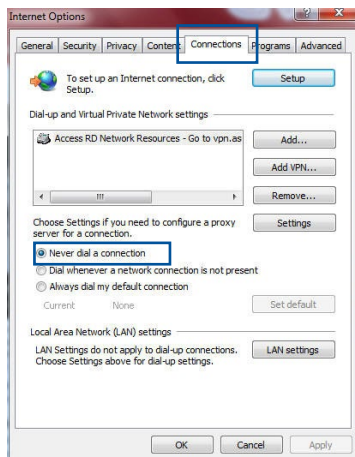 Internet Options
General Security Privacy Content Connections Programs Advanced
To set up an Internet connection, click
Setup.
Setup
Dial-up and Virtual Private Network settings
Access RD Network Resources - Go to vpn.as
Add...
Add VPN...
Remove...
Choose Settings if you need to configure a proxy
server for a connection.
Settings
Never dial a connection
Dial whenever a network connection is not present
Always dial my default connection
Current None
Set default
Local Area Network (LAN) settings
LAN Settings do not apply to dial-up connections.
Choose Settings above for dial-up settings.
LAN settings
OK Cancel Apply